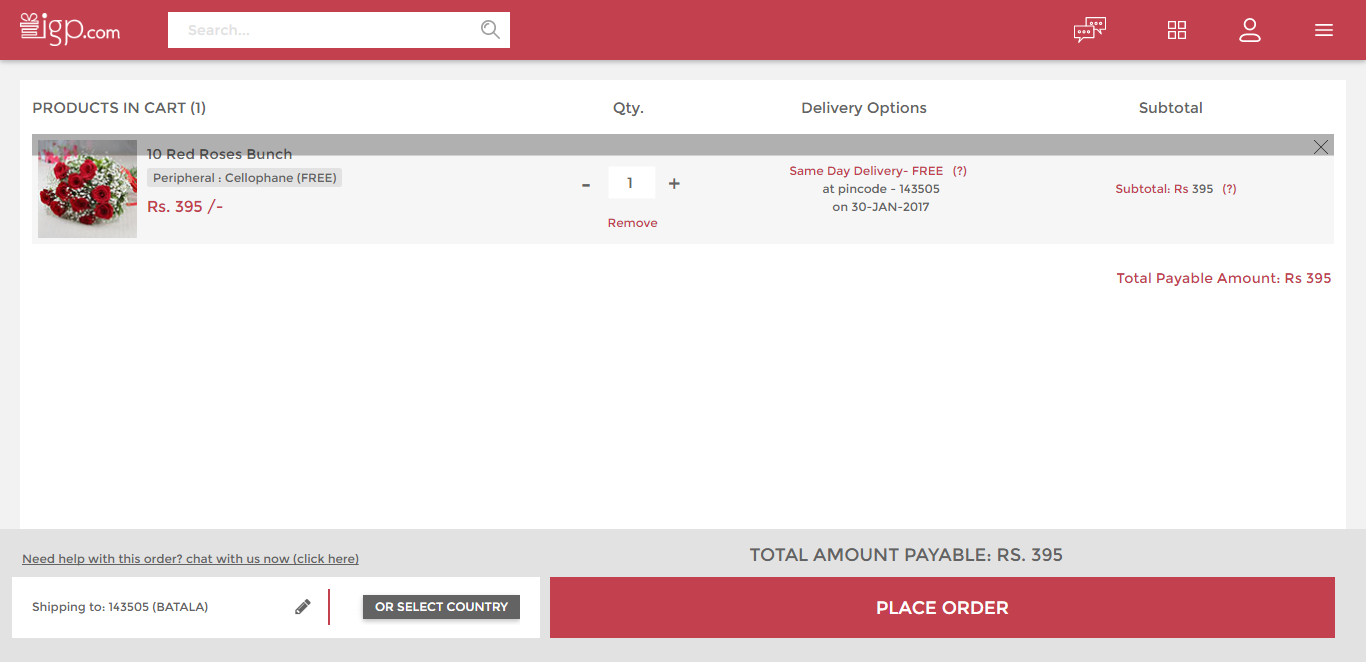 igp.com
Search...
PRODUCTS IN CART (1)
Qty.
Delivery Options
Subtotal
10 Red Roses Bunch
Peripheral : Cellophane (FREE)
Rs. 395 /-
- 1 +
Remove
Same Day Delivery- FREE (?)
at pincode - 143505
on 30-JAN-2017
Subtotal: Rs 395 (?)
Total Payable Amount: Rs 395
Need help with this order? chat with us now (click here)
TOTAL AMOUNT PAYABLE: RS. 395
Shipping to: 143505 (BATALA)
OR SELECT COUNTRY
PLACE ORDER